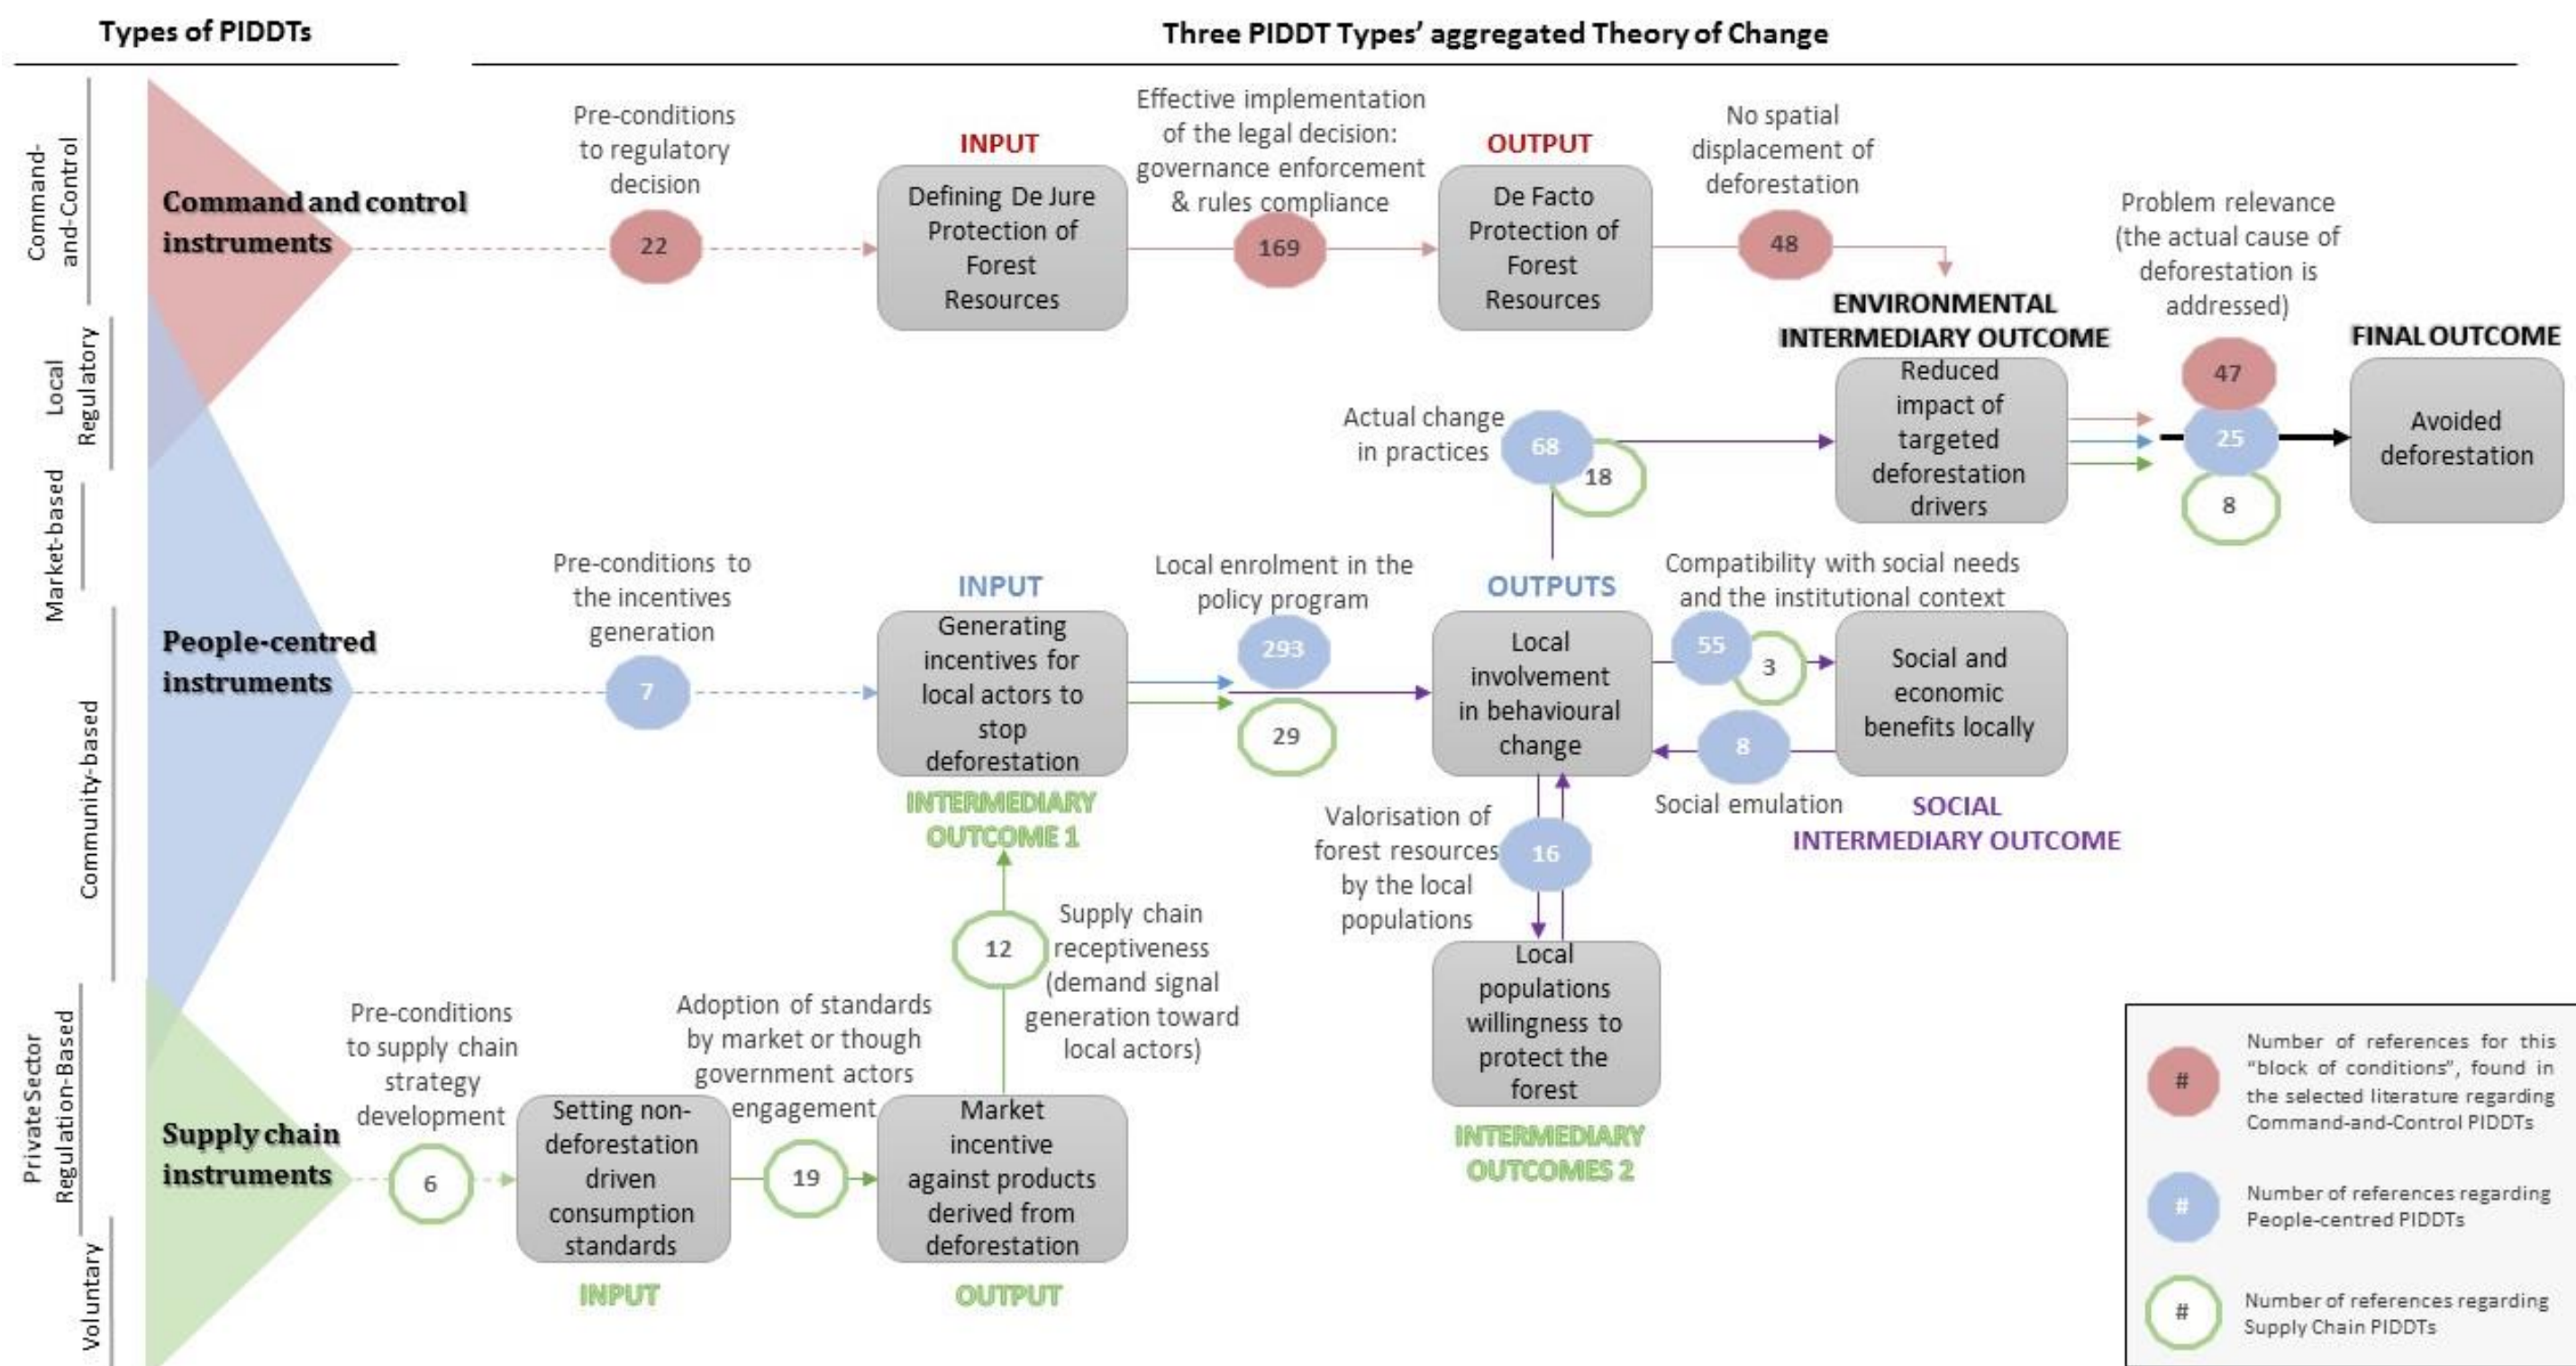 Types of PIDDTs
Three PIDDT Types’ aggregated Theory of Change
Command-
and-Control
Local
Regulatory
Market-based
Community-based
Private Sector
Regulation-Based
Voluntary
Command and control
instruments
Pre-conditions
to regulatory
decision
22
INPUT
Defining De Jure
Protection of
Forest
Resources
Effective implementation
of the legal decision:
governance enforcement
& rules compliance
169
OUTPUT
De Facto
Protection of
Forest
Resources
No spatial
displacement of
deforestation
48
ENVIRONMENTAL
INTERMEDIARY OUTCOME
Reduced
impact of
targeted
deforestation
drivers
Problem relevance
(the actual cause of
deforestation is
addressed)
47
25
8
FINAL OUTCOME
Avoided
deforestation
Actual change
in practices
68
18
People-centred
instruments
Pre-conditions to
the incentives
generation
7
INPUT
Generating
incentives for
local actors to
stop
deforestation
INTERMEDIARY
OUTCOME 1
Local enrolment in the
policy program
293
29
OUTPUTS
Local
involvement
in behavioural
change
Compatibility with social needs
and the institutional context
55
3
8
Social emulation
Social and
economic
benefits locally
SOCIAL
INTERMEDIARY OUTCOME
Valorisation of
forest resources
by the local
populations
16
Local
populations
willingness to
protect the
forest
INTERMEDIARY
OUTCOMES 2
12
Supply chain
receptiveness
(demand signal
generation toward
local actors)
Supply chain
instruments
Pre-conditions
to supply chain
strategy
development
6
Setting non-
deforestation
driven
consumption
standards
INPUT
Adoption of standards
by market or though
government actors
engagement
19
Market
incentive
against products
derived from
deforestation
OUTPUT
#
Number of references for this
“block of conditions”, found in
the selected literature regarding
Command-and-Control PIDDTs
#
Number of references regarding
People-centred PIDDTs
#
Number of references regarding
Supply Chain PIDDTs